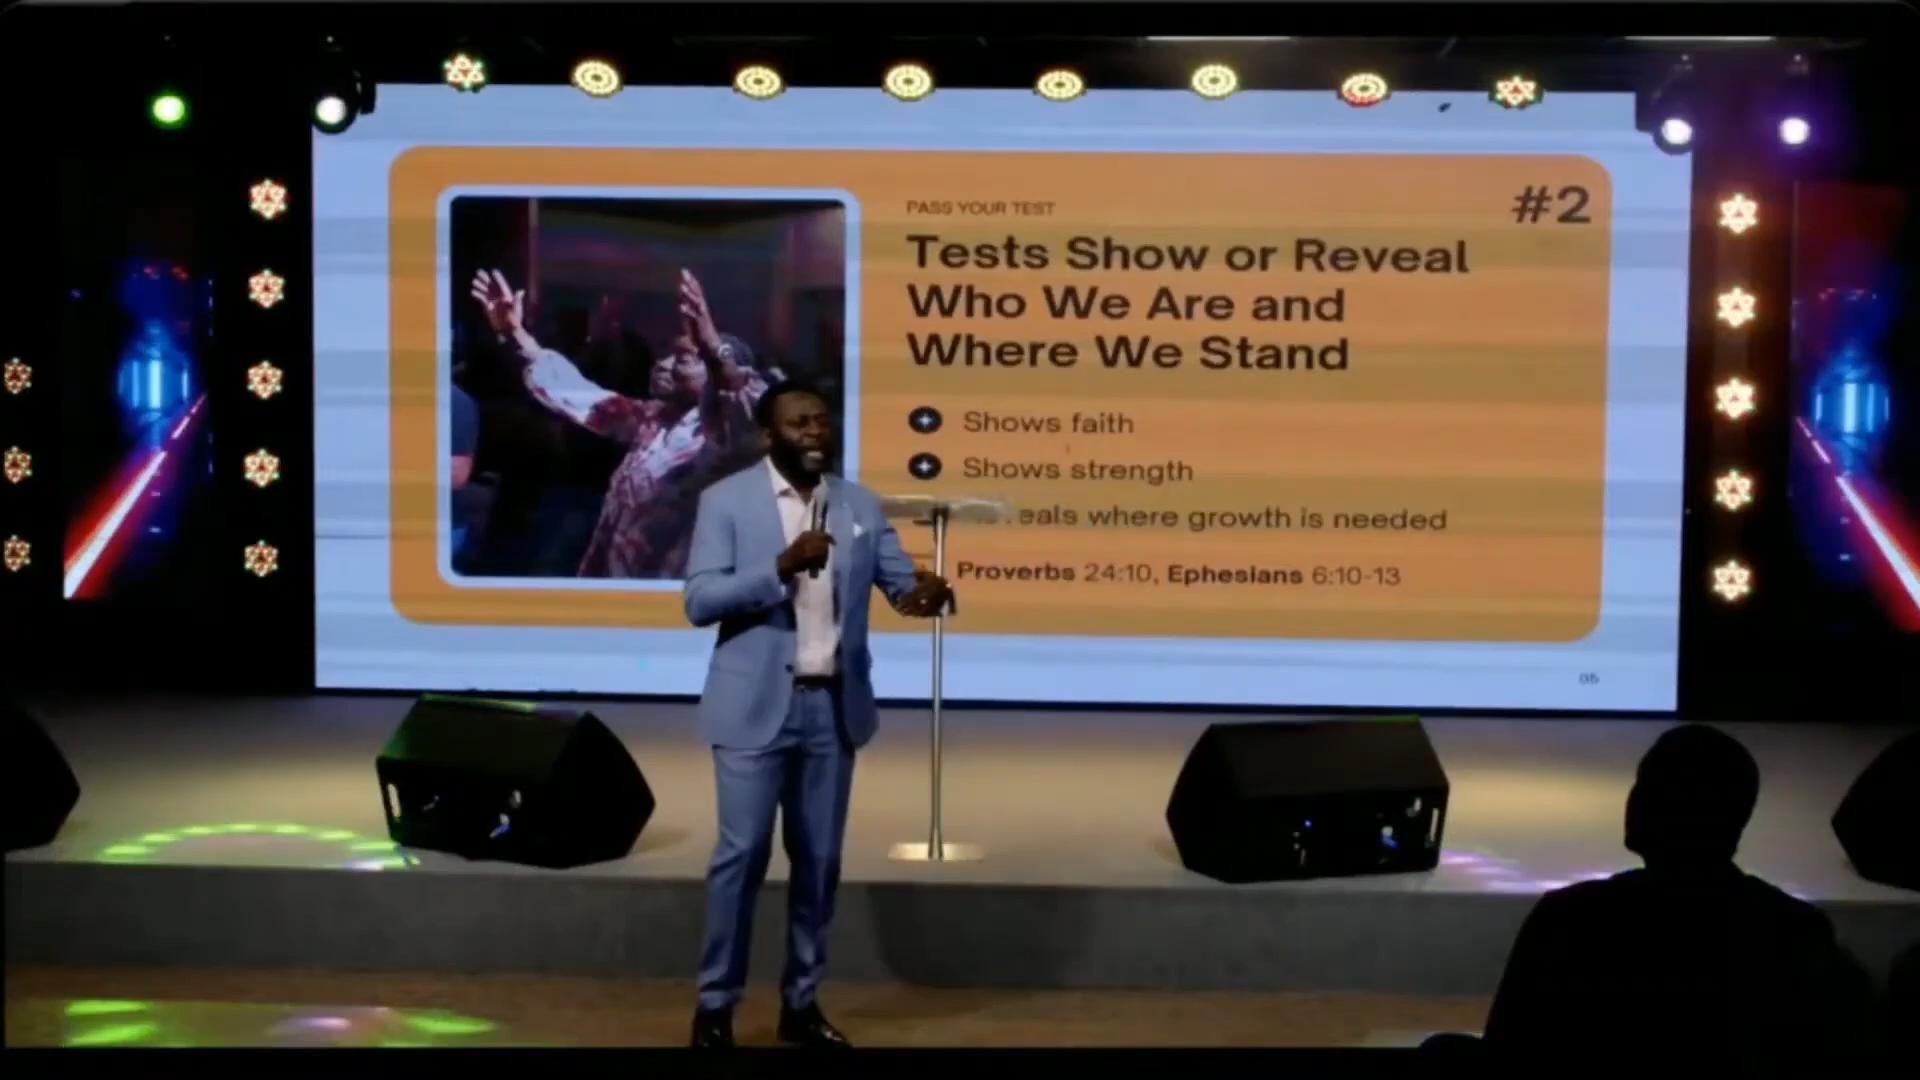 PASS YOUR TEST
#2
Tests Show or Reveal
Who We Are and
Where We Stand
Shows faith
Shows strength
eals where growth is needed
Proverbs 24:10, Ephesians 6:10-13
05